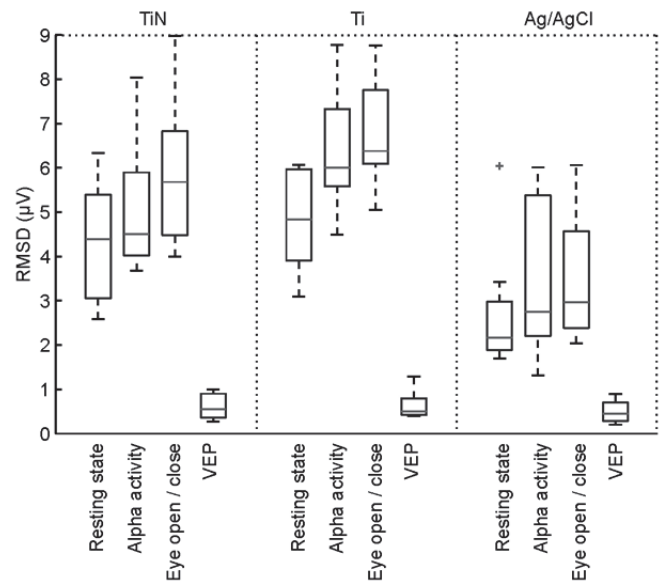 TiN Ti Ag/AgCl
RMSD (µV)
9
8
7
6
5
4
3
2
1
0
Resting state
Alpha activity
Eye open / close
VEP
Resting state
Alpha activity
Eye open / close
VEP
Resting state
Alpha activity
Eye open / close
VEP